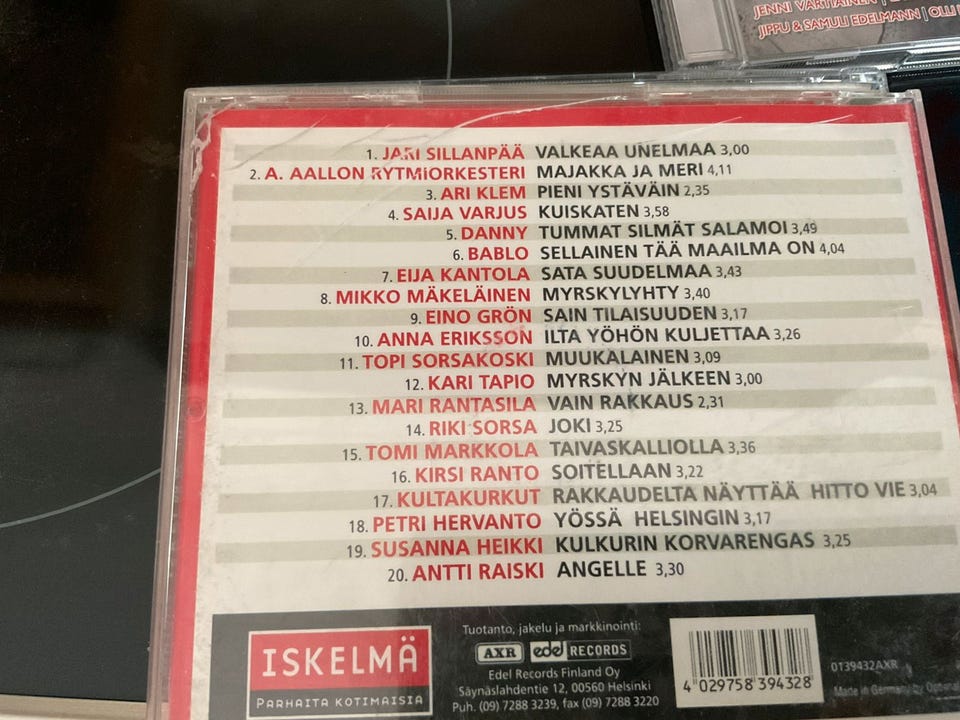 JENNI VARTIAINEN |
JIPPU & SAMULI EDELMANN | OLLI
1. JARI SILLANPÄÄ VALKEAA UNELMAA 3,00
2. A. AALLON RYTMIORKESTERI MAJAKKA JA MERI 4,11
3. ARI KLEM PIENI YSTÄVÄIN 2,35
4. SAIJA VARJUS KUISKATEN 3,58
5. DANNY TUMMAT SILMÄT SALAMOI 3,49
6. BABLO SELLAINEN TÄÄ MAAILMA ON 4,04
7. EIJA KANTOLA SATA SUUDELMAA 3,43
8. MIKKO MÄKELÄINEN MYRSKYLYHTY 3,40
9. EINO GRÖN SAIN TILAISUUDEN 3,17
10. ANNA ERIKSSON ILTA YÖHÖN KULJETTAA 3,26
11. TOPI SORSAKOSKI MUUKALAINEN 3,09
12. KARI TAPIO MYRSKYN JÄLKEEN 3,00
13. MARI RANTASILA VAIN RAKKAUS 2,31
14. RIKI SORSA JOKI 3,25
15. TOMI MARKKOLA TAIVASKALLIOLLA 3,36
16. KIRSI RANTO SOITELLAAN 3,22
17. KULTAKURKUT RAKKAUDELTA NÄYTTÄÄ HITTO VIE 3,04
18. PETRI HERVANTO YÖSSÄ HELSINGIN 3,17
19. SUSANNA HEIKKI KULKURIN KORVARENGAS 3,25
20. ANTTI RAISKI ANGELLE 3,30
ISKELMÄ
PARHAITA KOTIMAISIA
Tuotanto, jakelu ja markkinointi:
AXR edel RECORDS
Edel Records Finland Oy
Säynäslahdentie 12, 00560 Helsinki
Puh. (09) 7288 3239, fax (09) 7288 3220
4 029758 394328
0139432AXR
Made in Germany by Optimal